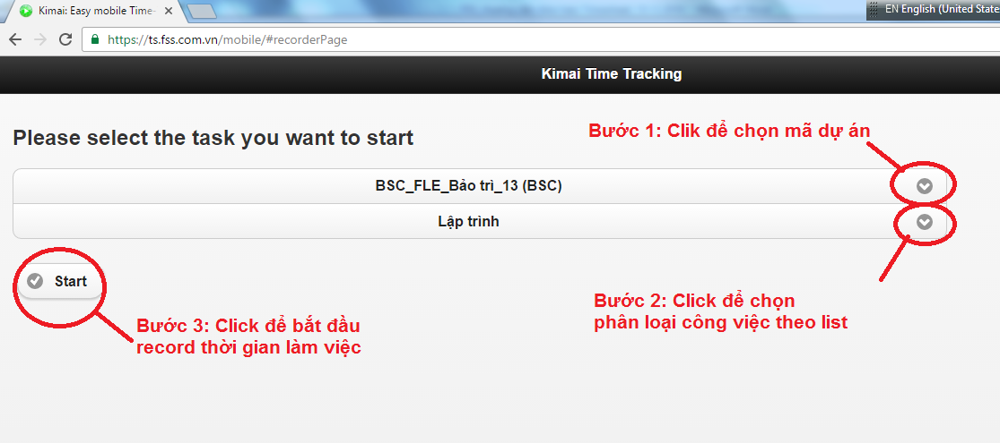 Kimai: Easy mobile Time-
EN English (United State
https://ts.fss.com.vn/mobile/#recorderPage
Kimai Time Tracking
Please select the task you want to start
Bước 1: Clik để chọn mã dự án
BSC_FLE_Bảo trì_13 (BSC)
Lập trình
Start
Bước 2: Click để chọn
phân loại công việc theo list
Bước 3: Click để bắt đầu
record thời gian làm việc